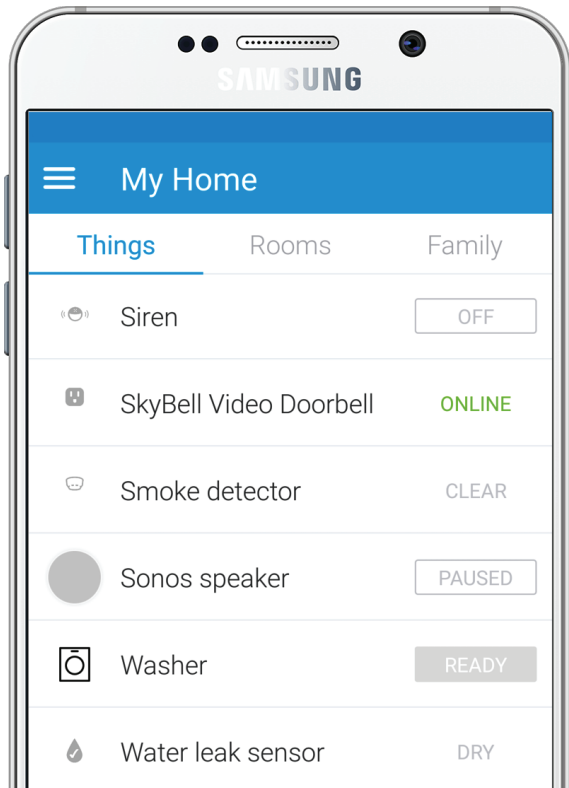 SAMSUNG
My Home
Things Rooms Family
Siren OFF
SkyBell Video Doorbell ONLINE
Smoke detector CLEAR
Sonos speaker PAUSED
Washer READY
Water leak sensor DRY